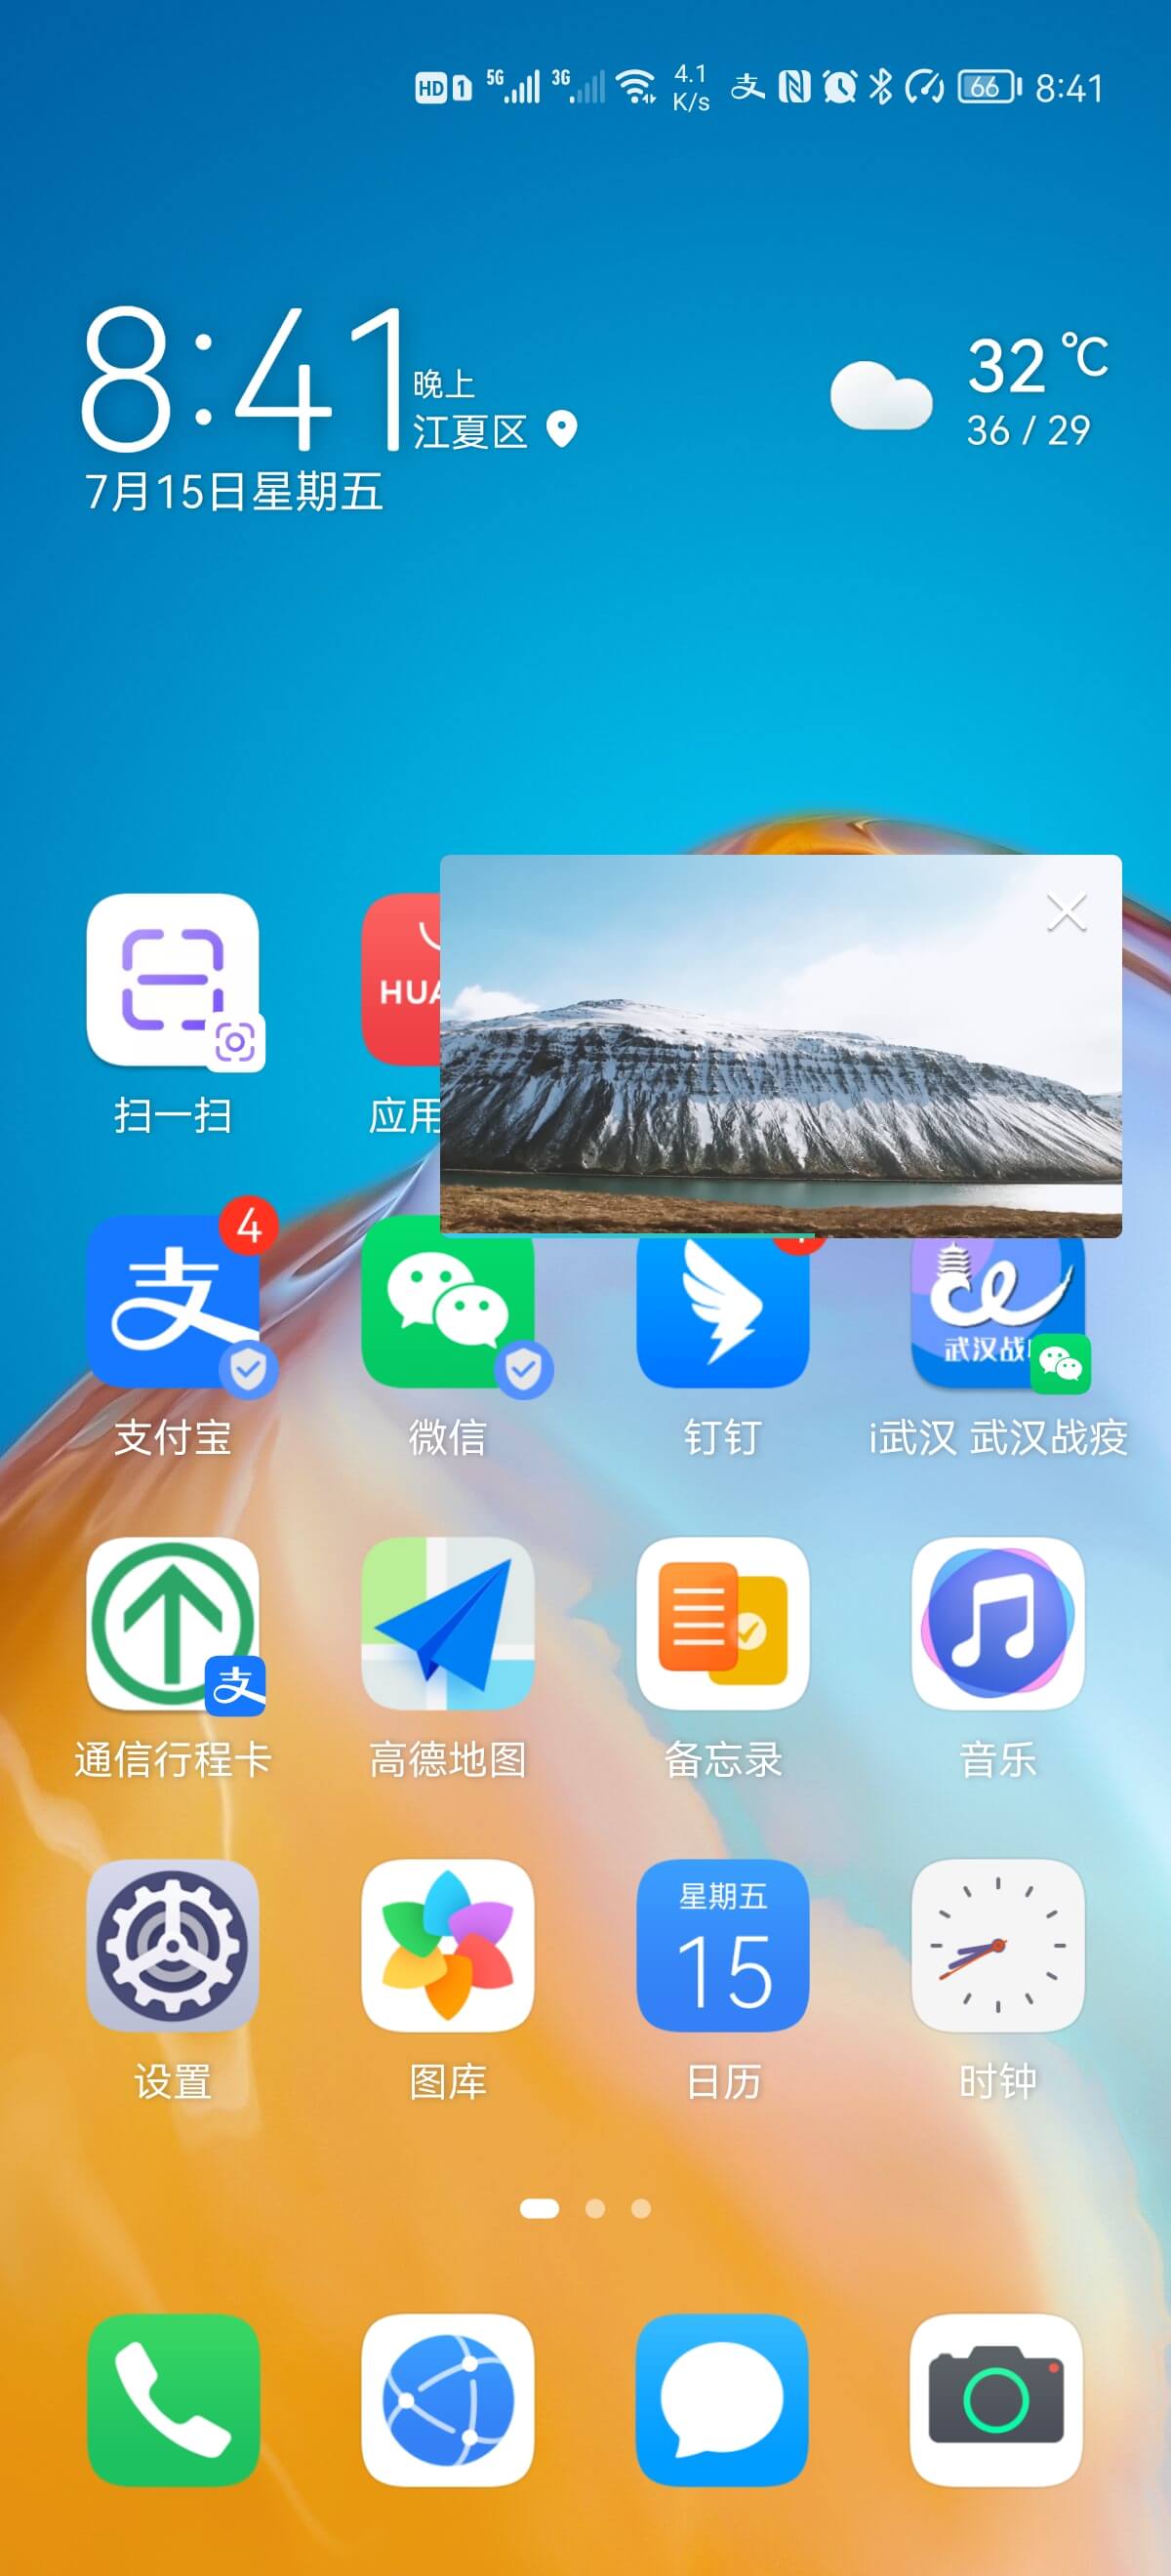 HD 1 5G 3G 4.1 K/s 支 N 66 8:41
8:41
晚上
江夏区
7月15日星期五
32 ℃
36 / 29
扫一扫
应用
4
支
武汉战
支付宝
微信
钉钉
i武汉 武汉战疫
支
通信行程卡
高德地图
备忘录
音乐
星期五
15
设置
图库
日历
时钟